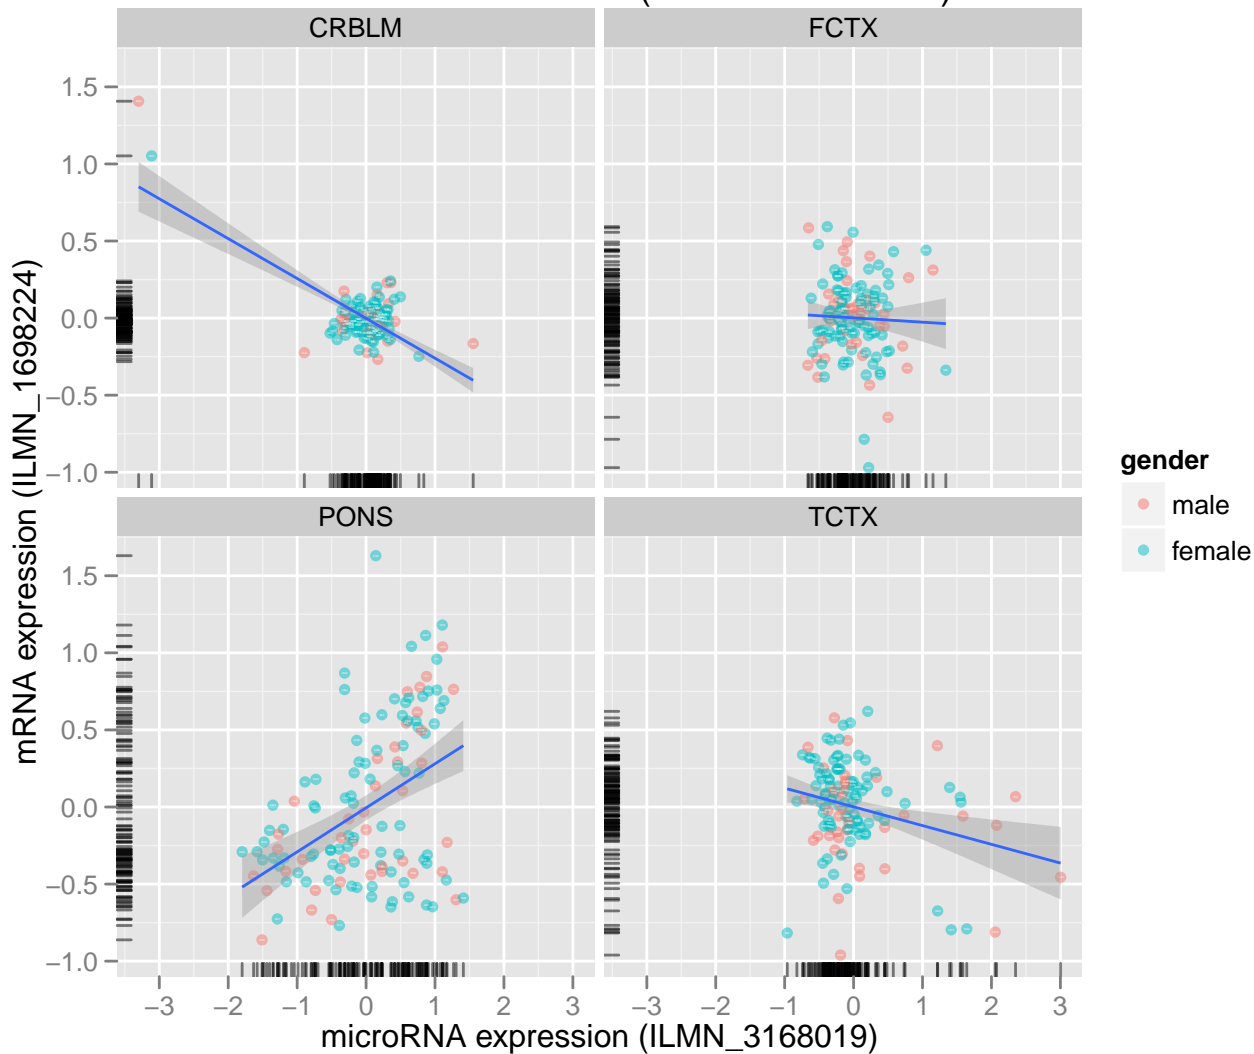 CRBLM FCTX
1.5
1.0
0.5
0.0
−0.5
−1.0
PONS TCTX
1.5
1.0
0.5
0.0
−0.5
−1.0
−3 −2 −1 0 1 2 3 −3 −2 −1 0 1 2 3
microRNA expression (ILMN_3168019)
mRNA expression (ILMN_1698224)
gender
male
female